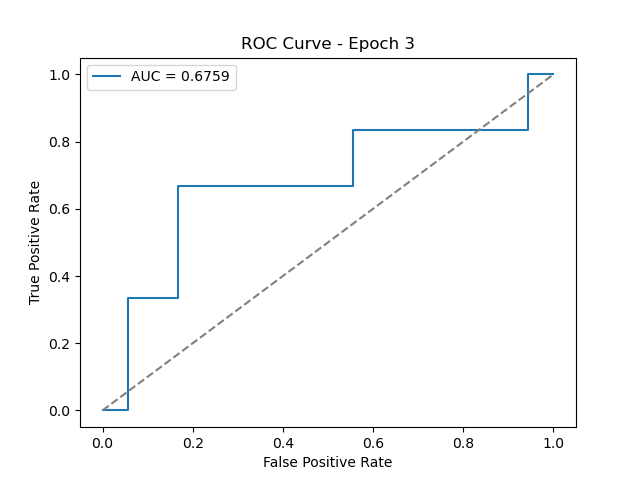 ROC Curve - Epoch 3
AUC = 0.6759
True Positive Rate
1.0
0.8
0.6
0.4
0.2
0.0
0.0 0.2 0.4 0.6 0.8 1.0
False Positive Rate